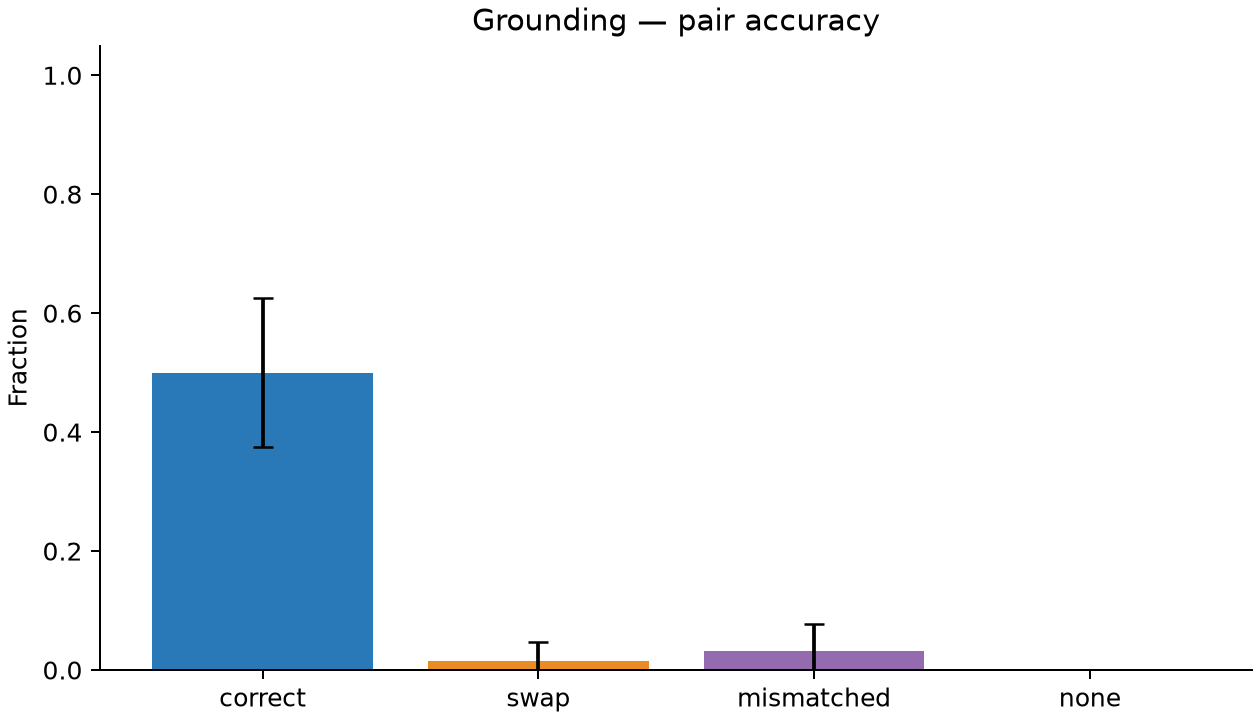 Grounding — pair accuracy
Fraction
1.0
0.8
0.6
0.4
0.2
0.0
correct
swap
mismatched
none